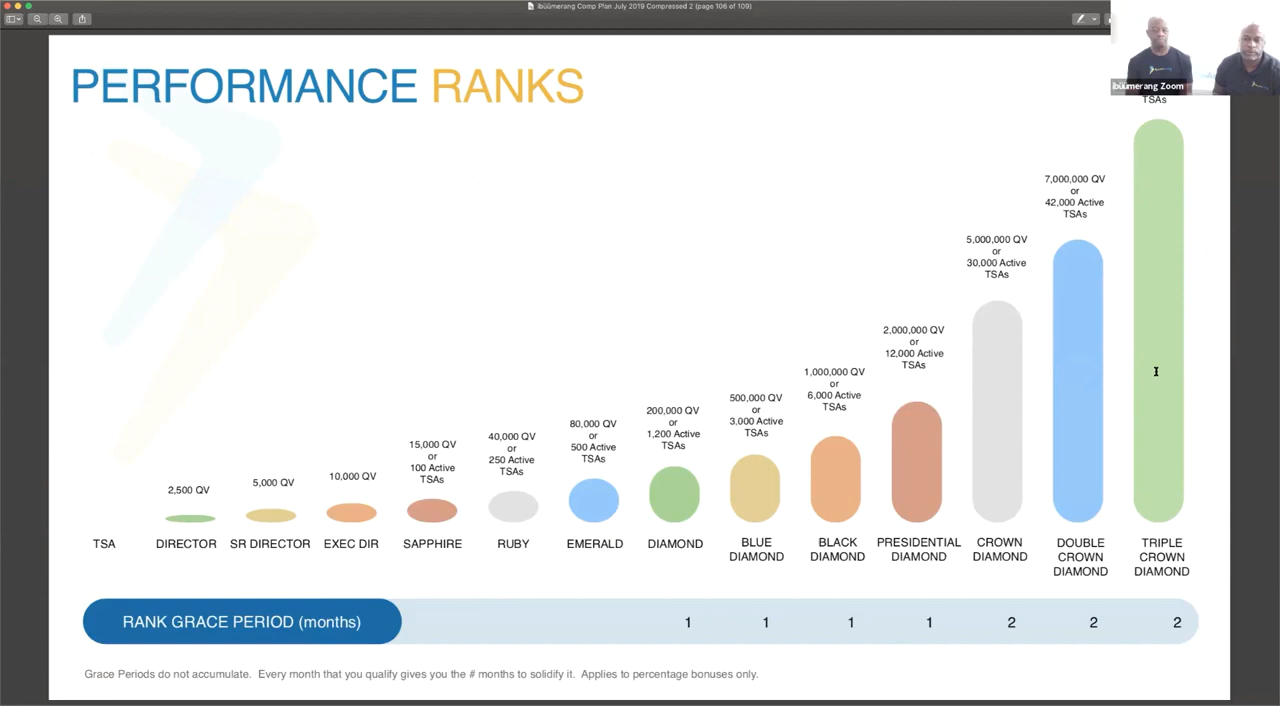 ibüümerang Comp Plan July 2019 Compressed 2 (page 106 of 109)
PERFORMANCE RANKS
ibüümerang Zoom
TSAs
7,000,000 QV
or
42,000 Active
TSAs
5,000,000 QV
or
30,000 Active
TSAs
2,000,000 QV
or
12,000 Active
TSAs
1,000,000 QV
or
6,000 Active
TSAs
500,000 QV
or
3,000 Active
TSAs
200,000 QV
or
1,200 Active
TSAs
80,000 QV
or
500 Active
TSAs
40,000 QV
or
250 Active
TSAs
15,000 QV
or
100 Active
TSAs
10,000 QV
5,000 QV
2,500 QV
TSA
DIRECTOR
SR DIRECTOR
EXEC DIR
SAPPHIRE
RUBY
EMERALD
DIAMOND
BLUE
DIAMOND
BLACK
DIAMOND
PRESIDENTIAL
DIAMOND
CROWN
DIAMOND
DOUBLE
CROWN
DIAMOND
TRIPLE
CROWN
DIAMOND
RANK GRACE PERIOD (months) 1 1 1 1 2 2 2
Grace Periods do not accumulate. Every month that you qualify gives you the # months to solidify it. Applies to percentage bonuses only.